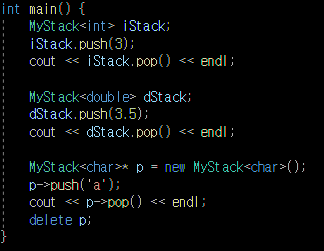 int main() {
MyStack<int> iStack;
iStack.push(3);
cout << iStack.pop() << endl;
MyStack<double> dStack;
dStack.push(3.5);
cout << dStack.pop() << endl;
MyStack<char>* p = new MyStack<char>();
p->push('a');
cout << p->pop() << endl;
delete p;
}